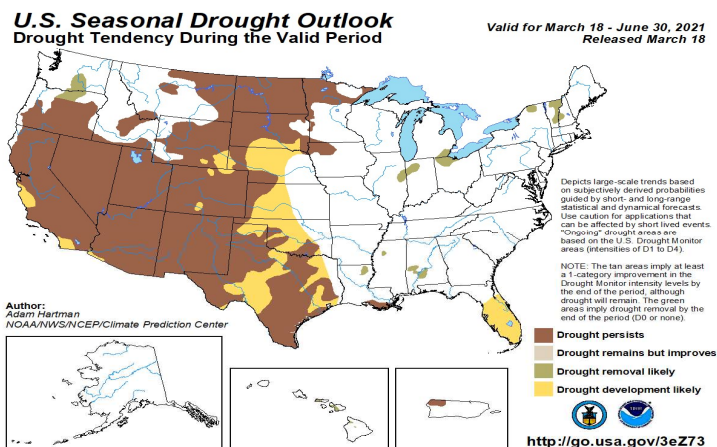 U.S. Seasonal Drought Outlook
Drought Tendency During the Valid Period
Valid for March 18 - June 30, 2021
Released March 18
Depicts large-scale trends based
on subjectively derived probabilities
guided by short- and long-range
statistical and dynamical forecasts.
Use caution for applications that
can be affected by short lived events.
"Ongoing" drought areas are
based on the U.S. Drought Monitor
areas (intensities of D1 to D4).
NOTE: The tan areas imply at least
a 1-category improvement in the
Drought Monitor intensity levels by
the end of the period, although
drought will remain. The green
areas imply drought removal by the
end of the period (D0 or none).
Author:
Adam Hartman
NOAA/NWS/NCEP/Climate Prediction Center
Drought persists
Drought remains but improves
Drought removal likely
Drought development likely
http://go.usa.gov/3eZ73